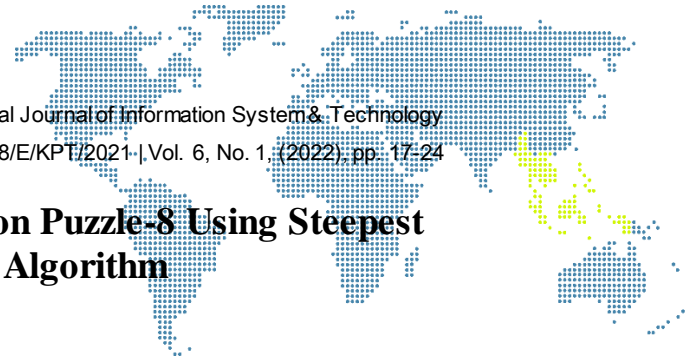 al Journal of Information System & Technology
8/E/KPT/2021 | Vol. 6, No. 1, (2022), pp. 17-24
on Puzzle-8 Using Steepest
Algorithm